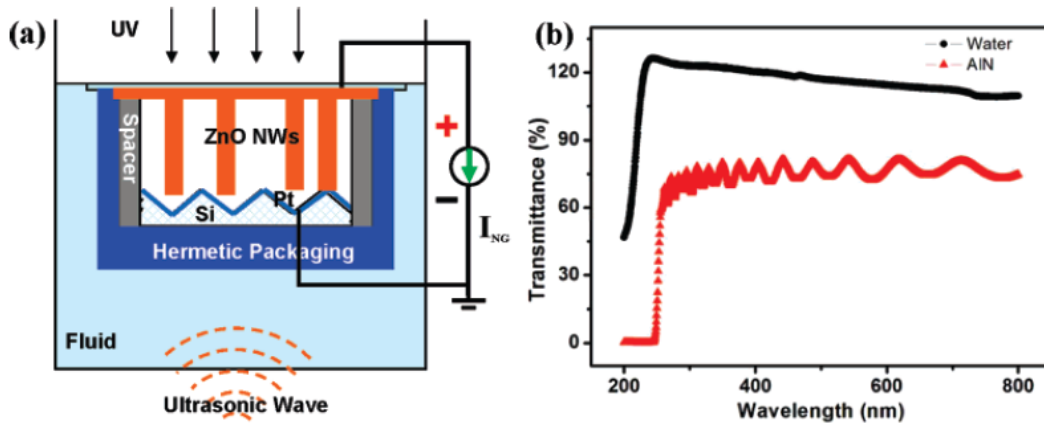 (a)
UV
Spacer
ZnO NWs
Pt
Si
Hermetic Packaging
Fluid
Ultrasonic Wave
+
−
I_NG
(b)
Water
AlN
Transmittance (%)
120
90
60
30
0
200
400
600
800
Wavelength (nm)